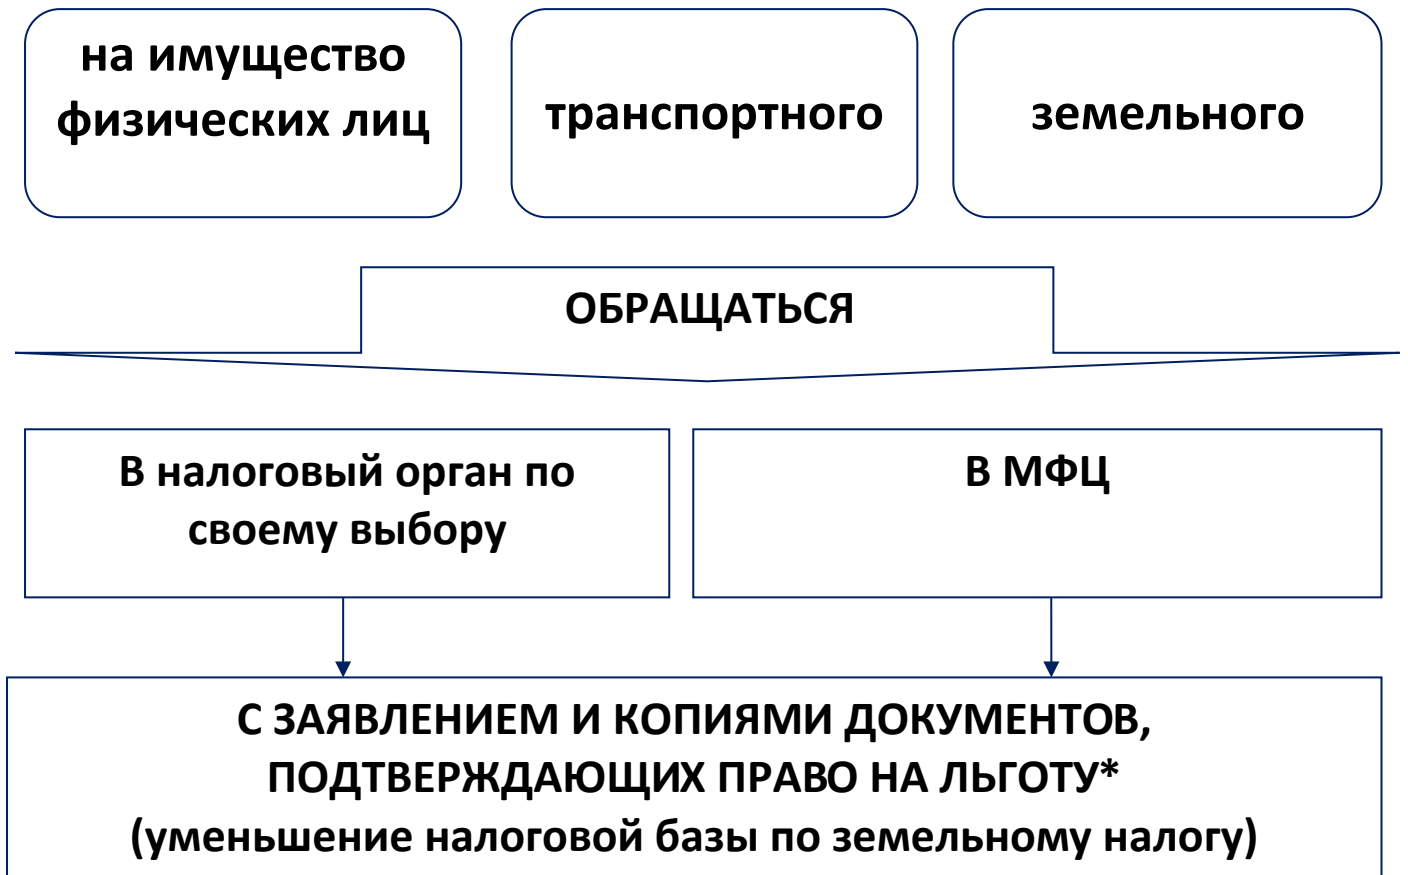 на имущество
физических лиц
транспортного
земельного
ОБРАЩАТЬСЯ
В налоговый орган по
своему выбору
В МФЦ
С ЗАЯВЛЕНИЕМ И КОПИЯМИ ДОКУМЕНТОВ,
ПОДТВЕРЖДАЮЩИХ ПРАВО НА ЛЬГОТУ*
(уменьшение налоговой базы по земельному налогу)